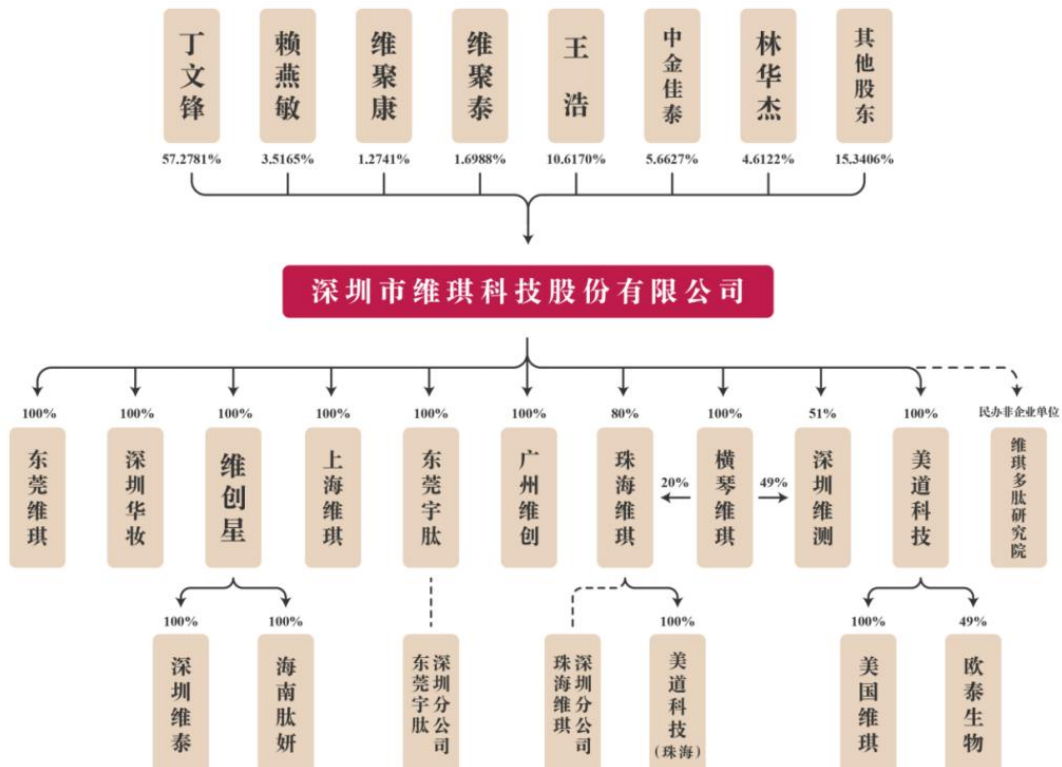 丁文锋
赖燕敏
维聚康
维聚泰
王浩
中金佳泰
林华杰
其他股东
57.2781%
3.5165%
1.2741%
1.6988%
10.6170%
5.6627%
4.6122%
15.3406%
深圳市维琪科技股份有限公司
100%
100%
100%
100%
100%
100%
80%
100%
51%
100%
民办非企业单位
东莞维琪
深圳华妆
维创星
上海维琪
东莞宇肽
广州维创
珠海维琪
20%
横琴维琪
49%
深圳维测
美道科技
维琪多肽研究院
100%
100%
100%
100%
49%
深圳维泰
海南肽妍
东莞宇肽
深圳分公司
珠海维琪
深圳分公司
美道科技
(珠海)
美国维琪
欧泰生物